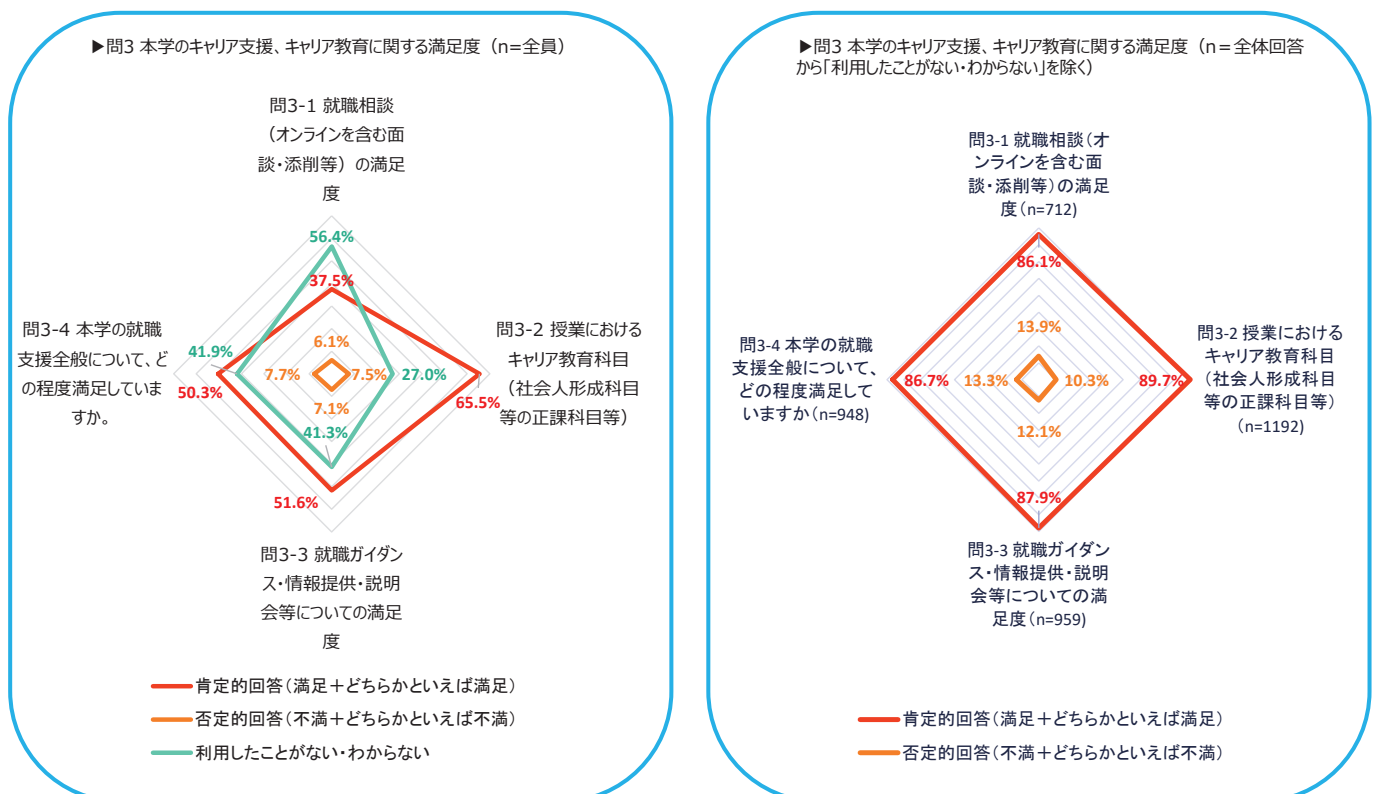 ▶問3 本学のキャリア支援、キャリア教育に関する満足度（n=全員）
問3-1 就職相談
（オンラインを含む面
談・添削等）の満足
度
56.4%
37.5%
6.1%
問3-4 本学の就職
支援全般について、ど
の程度満足していま
すか。
41.9%
50.3%
7.7%
7.5%
27.0%
65.5%
問3-2 授業における
キャリア教育科目
（社会人形成科目
等の正課科目等）
7.1%
41.3%
51.6%
問3-3 就職ガイダン
ス・情報提供・説明
会等についての満足
度
肯定的回答（満足＋どちらかといえば満足）
否定的回答（不満＋どちらかといえば不満）
利用したことがない・わからない
▶問3 本学のキャリア支援、キャリア教育に関する満足度（n＝全体回答
から「利用したことがない・わからない」を除く）
問3-1 就職相談（オ
ンラインを含む面
談・添削等）の満足
度（n=712)
86.1%
13.9%
問3-4 本学の就職
支援全般について、
どの程度満足して
いますか（n=948)
86.7%
13.3%
10.3%
89.7%
問3-2 授業における
キャリア教育科目
（社会人形成科目
等の正課科目等）
(n=1192)
12.1%
87.9%
問3-3 就職ガイダン
ス・情報提供・説明
会等についての満
足度（n=959)
肯定的回答（満足＋どちらかといえば満足）
否定的回答（不満＋どちらかといえば不満）